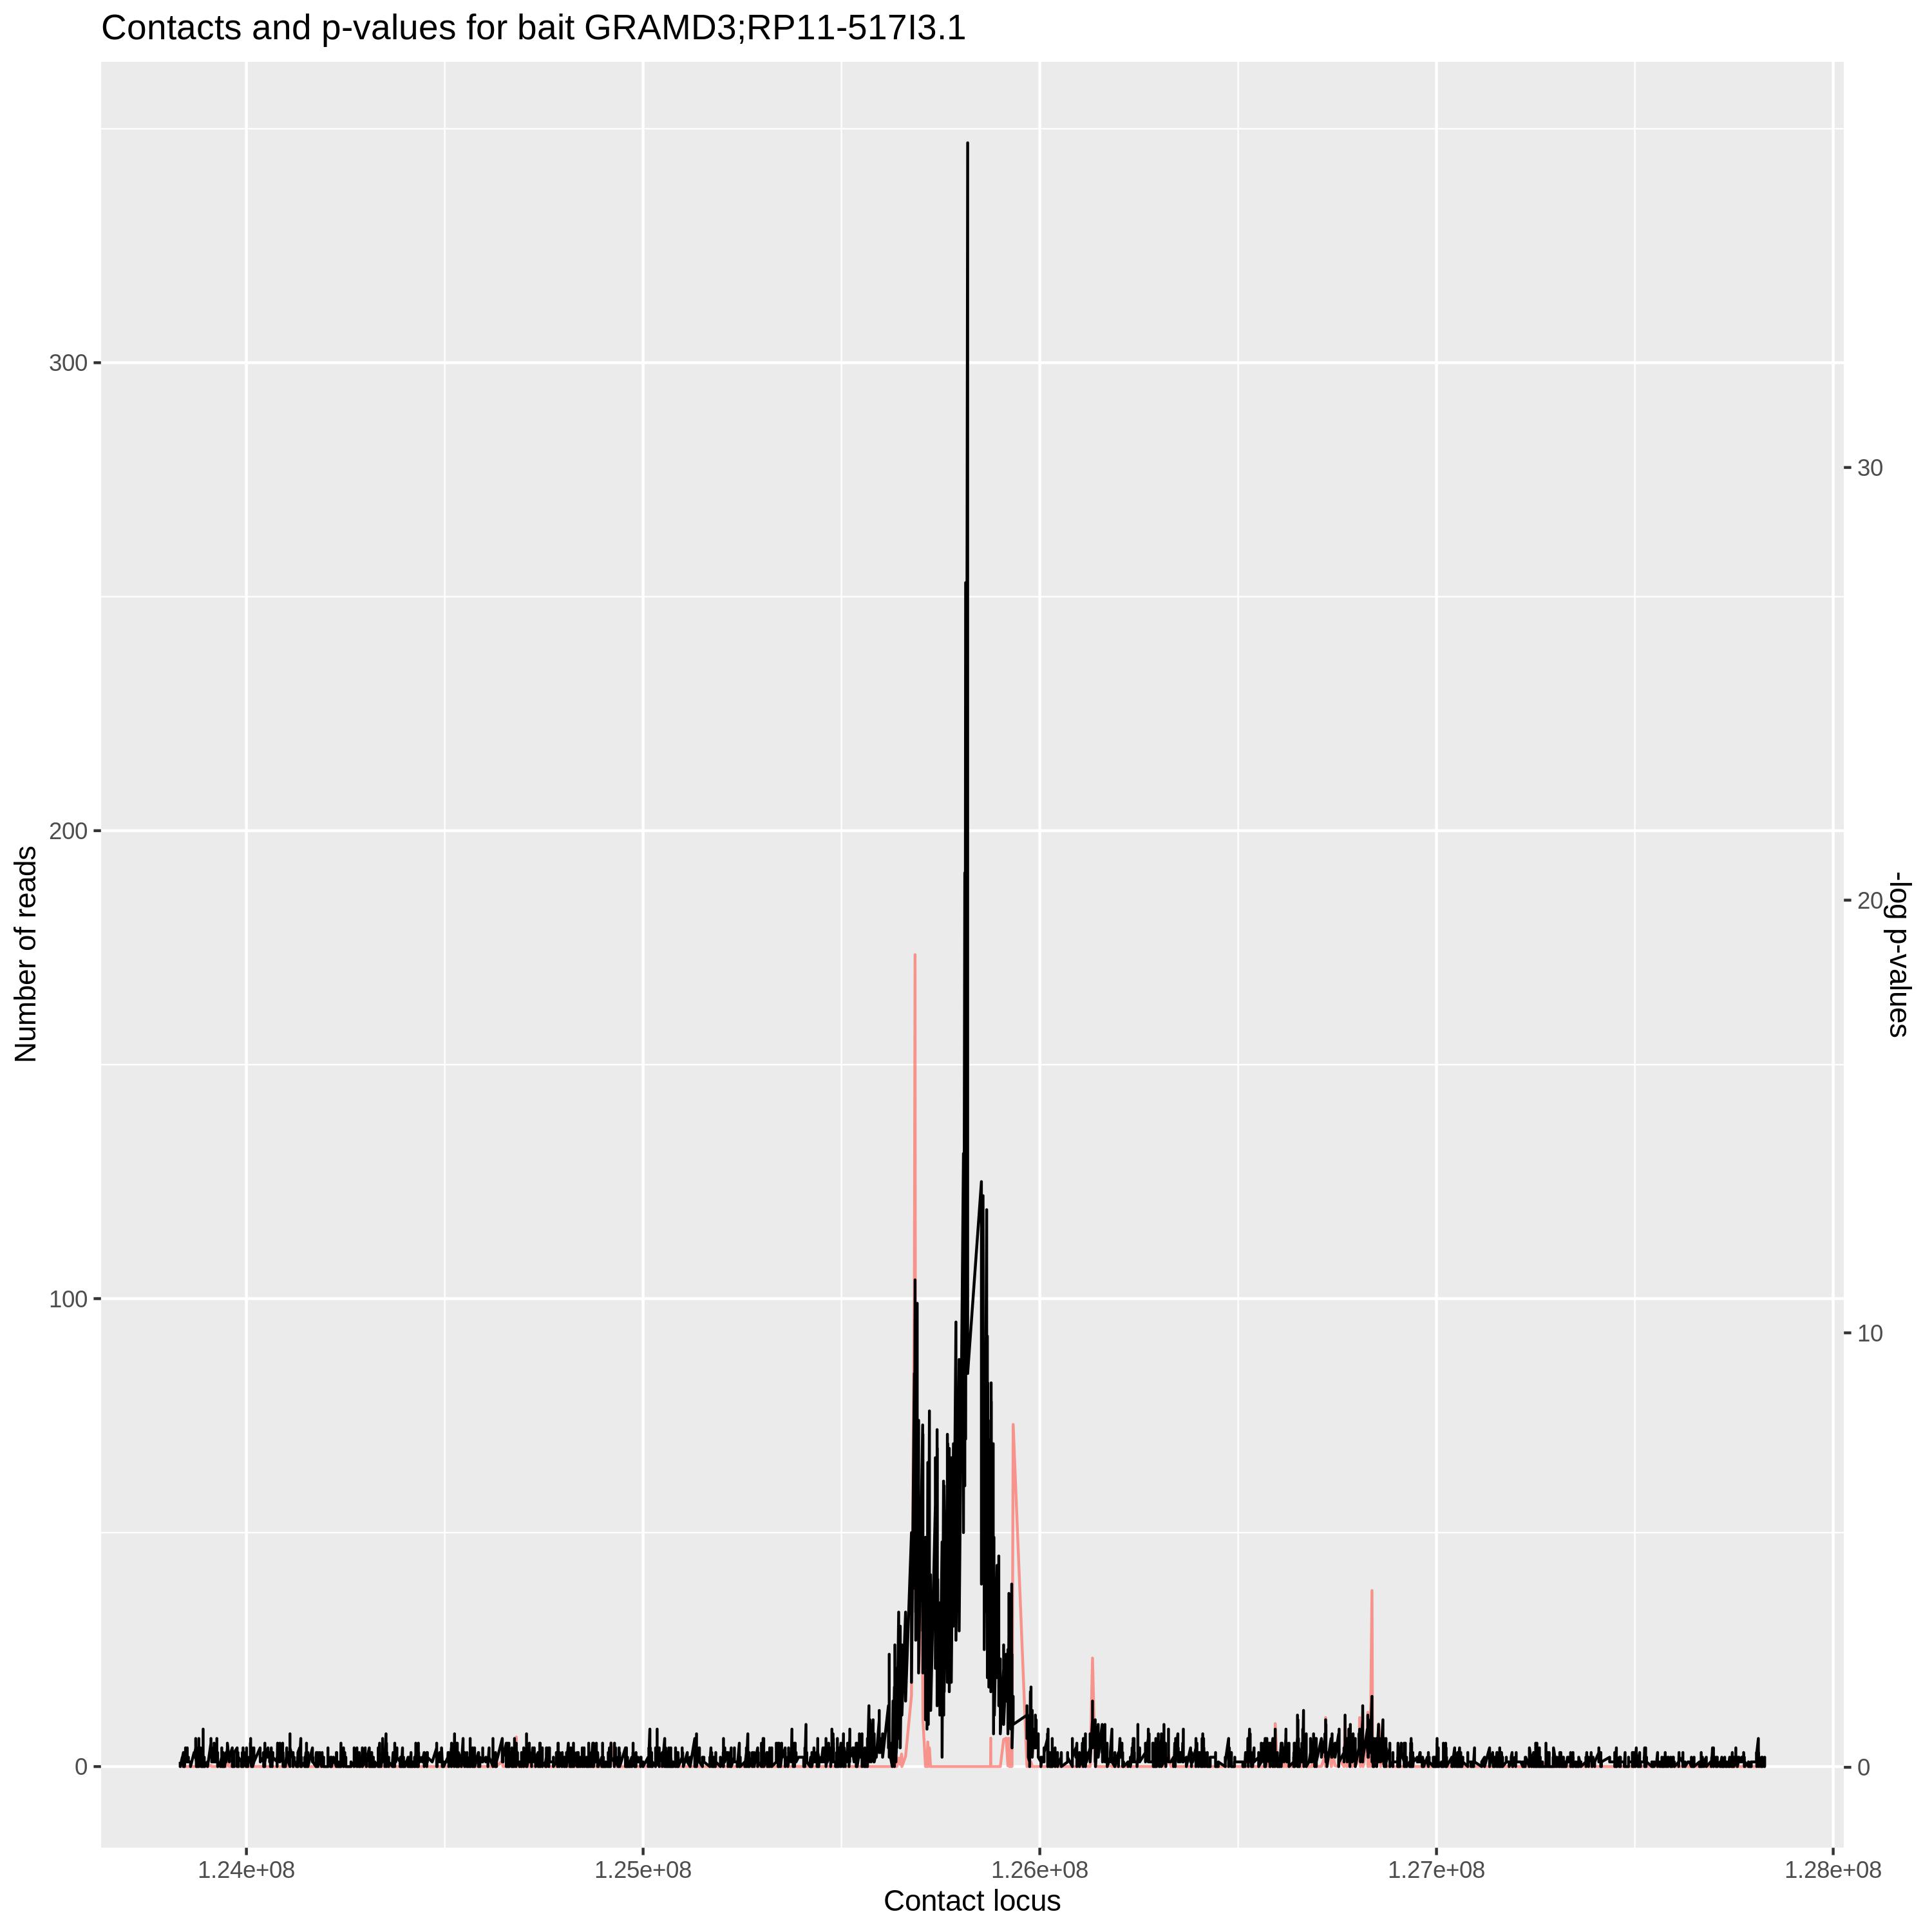 Contacts and p-values for bait GRAMD3;RP11-517I3.1
300
200
100
0
Number of reads
30
20
10
0
-log p-values
1.24e+08 1.25e+08 1.26e+08 1.27e+08 1.28e+08
Contact locus